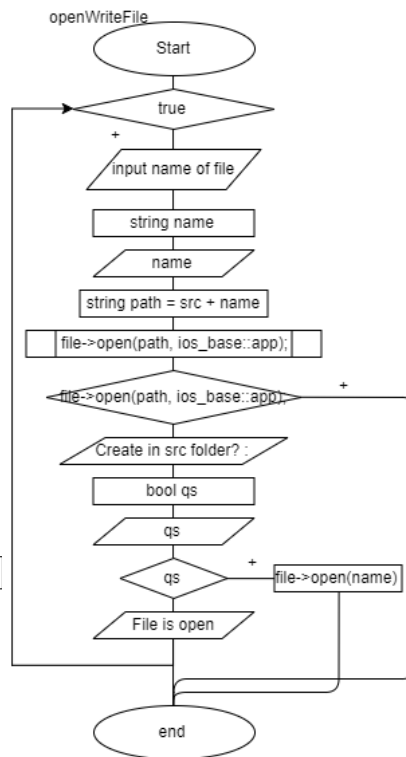 openWriteFile
Start
true
+
input name of file
string name
name
string path = src + name
file->open(path, ios_base::app);
file->open(path, ios_base::app);
+
Create in src folder? :
bool qs
qs
qs
+
file->open(name)
File is open
end